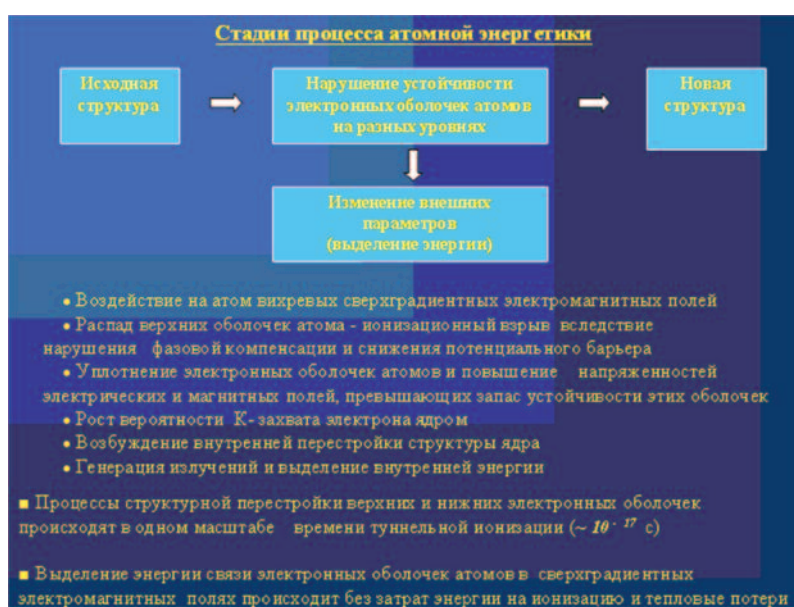 Стадии процесса атомной энергетики
Исходная
структура
Нарушение устойчивости
электронных оболочек атомов
на разных уровнях
Новая
структура
Изменение внешних
параметров
(выделение энергии)
● Воздействие на атом вихревых сверхградиентных электромагнитных полей
● Распад верхних оболочек атома - ионизационный взрыв вследствие
нарушения фазовой компенсации и снижения потенциального барьера
● Уплотнение электронных оболочек атомов и повышение напряженностей
электрических и магнитных полей, превышающих запас устойчивости этих оболочек
● Рост вероятности К- захвата электрона ядром
● Возбуждение внутренней перестройки структуры ядра
● Генерация излучений и выделение внутренней энергии
■ Процессы структурной перестройки верхних и нижних электронных оболочек
происходят в одном масштабе времени туннельной ионизации (~ 10⁻¹⁷ с)
■ Выделение энергии связи электронных оболочек атомов в сверхградиентных
электромагнитных полях происходит без затрат энергии на ионизацию и тепловые потери